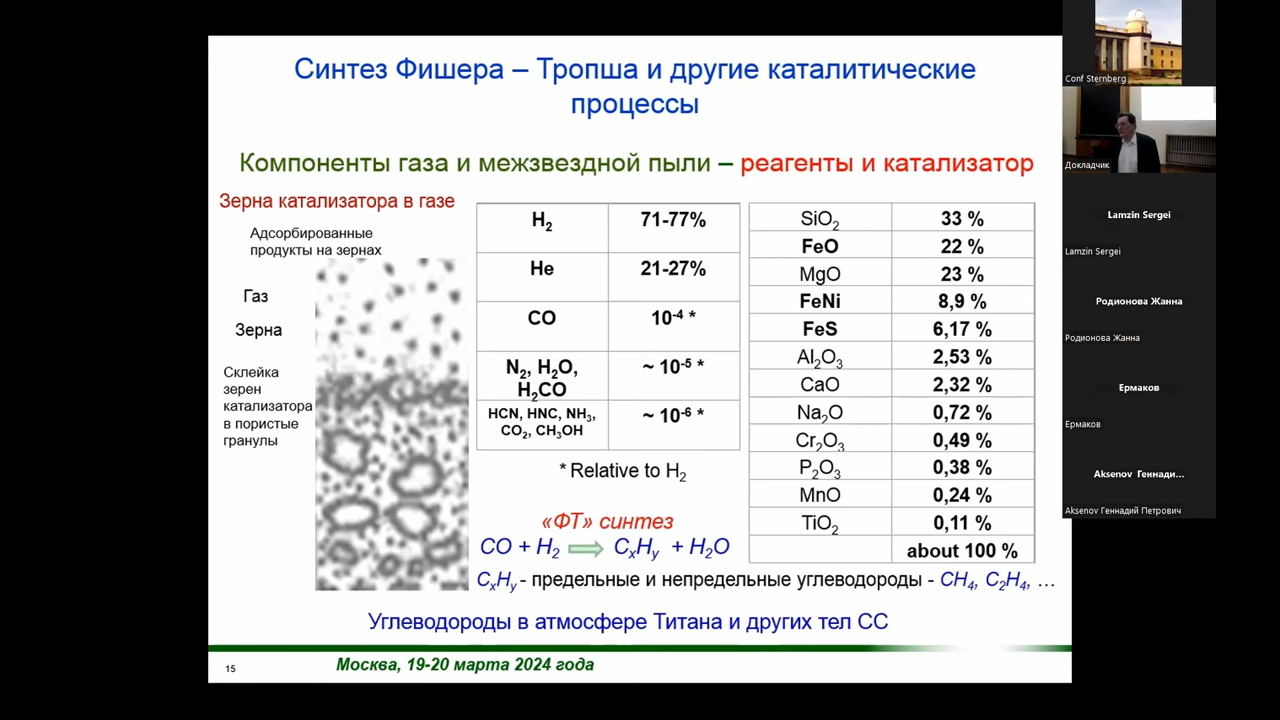 Синтез Фишера – Тропша и другие каталитические
процессы
Компоненты газа и межзвездной пыли – реагенты и катализатор
Зерна катализатора в газе
Адсорбированные
продукты на зернах
Газ
Зерна
Склейка
зерен
катализатора
в пористые
гранулы
H₂ 71-77%
He 21-27%
CO 10⁻⁴ *
N₂, H₂O,
H₂CO ~ 10⁻⁵ *
HCN, HNC, NH₃,
CO₂, CH₃OH ~ 10⁻⁶ *
* Relative to H₂
SiO₂ 33 %
FeO 22 %
MgO 23 %
FeNi 8,9 %
FeS 6,17 %
Al₂O₃ 2,53 %
CaO 2,32 %
Na₂O 0,72 %
Cr₂O₃ 0,49 %
P₂O₃ 0,38 %
MnO 0,24 %
TiO₂ 0,11 %
about 100 %
«ФТ» синтез
CO + H₂ ⇒ CₓHᵧ + H₂O
CₓHᵧ - предельные и непредельные углеводороды - CH₄, C₂H₄, …
Углеводороды в атмосфере Титана и других тел СС
15
Москва, 19-20 марта 2024 года
Conf Sternberg
Докладчик
Lamzin Sergei
Lamzin Sergei
Родионова Жанна
Родионова Жанна
Ермаков
Ермаков
Aksenov Геннади...
Aksenov Геннадий Петрович